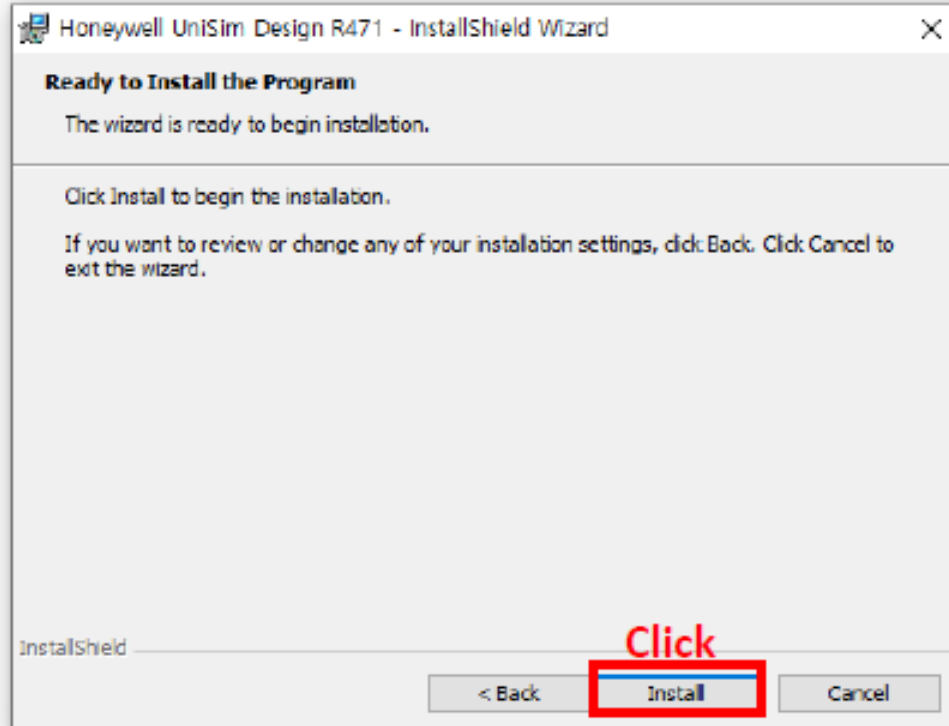 Honeywell UniSim Design R471 - InstallShield Wizard
Ready to Install the Program
The wizard is ready to begin installation.
Click Install to begin the installation.
If you want to review or change any of your installation settings, click Back. Click Cancel to
exit the wizard.
InstallShield
Click
< Back
Install
Cancel